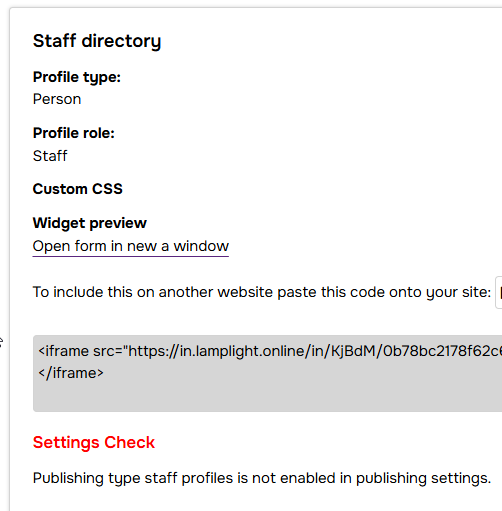 Staff directory
Profile type:
Person
Profile role:
Staff
Custom CSS
Widget preview
Open form in new a window
To include this on another website paste this code onto your site:
<iframe src="https://in.lamplight.online/in/KjBdM/0b78bc2178f62c
</iframe>
Settings Check
Publishing type staff profiles is not enabled in publishing settings.